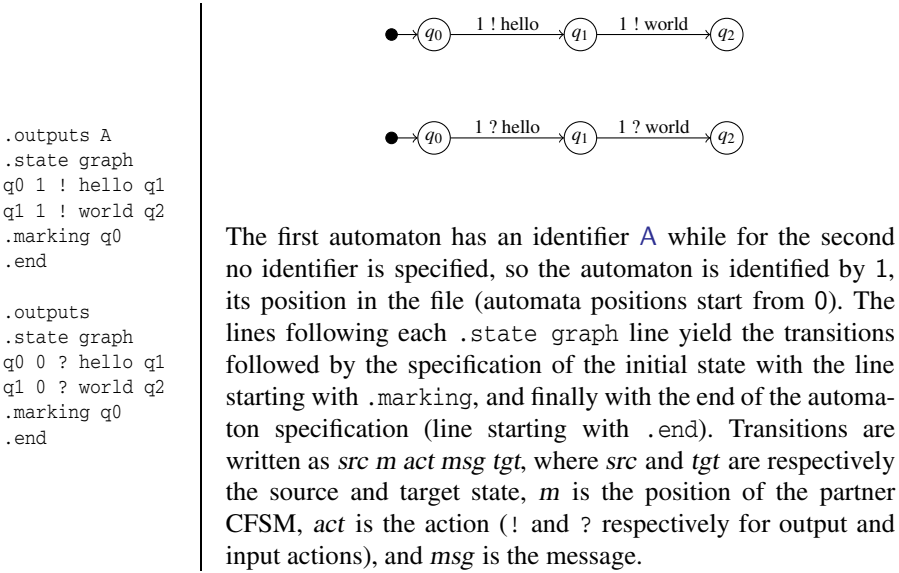 .outputs A
.state graph
q0 1 ! hello q1
q1 1 ! world q2
.marking q0
.end
.outputs
.state graph
q0 0 ? hello q1
q1 0 ? world q2
.marking q0
.end
q0 1 ! hello q1 1 ! world q2
q0 1 ? hello q1 1 ? world q2
The first automaton has an identifier A while for the second
no identifier is specified, so the automaton is identified by 1,
its position in the file (automata positions start from 0). The
lines following each .state graph line yield the transitions
followed by the specification of the initial state with the line
starting with .marking, and finally with the end of the automa-
ton specification (line starting with .end). Transitions are
written as src m act msg tgt, where src and tgt are respectively
the source and target state, m is the position of the partner
CFSM, act is the action (! and ? respectively for output and
input actions), and msg is the message.